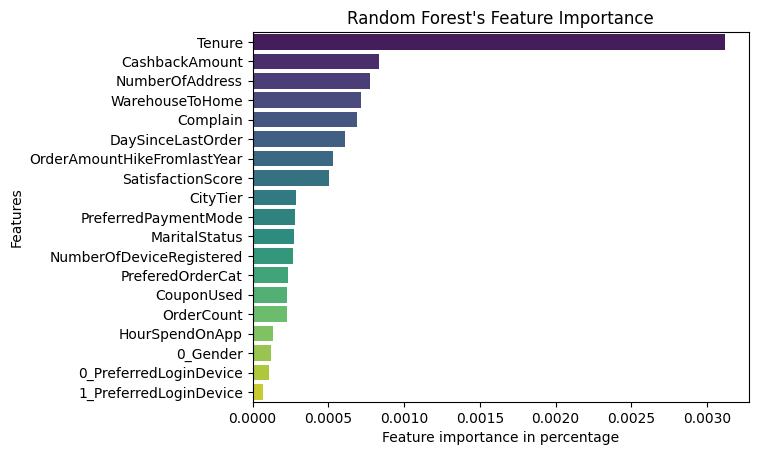 Random Forest's Feature Importance
Features
Tenure
CashbackAmount
NumberOfAddress
WarehouseToHome
Complain
DaySinceLastOrder
OrderAmountHikeFromlastYear
SatisfactionScore
CityTier
PreferredPaymentMode
MaritalStatus
NumberOfDeviceRegistered
PreferedOrderCat
CouponUsed
OrderCount
HourSpendOnApp
0_Gender
0_PreferredLoginDevice
1_PreferredLoginDevice
0.0000 0.0005 0.0010 0.0015 0.0020 0.0025 0.0030
Feature importance in percentage